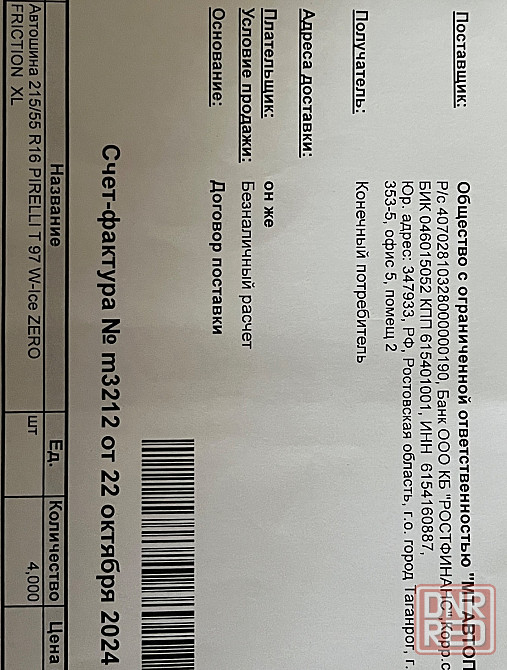 Поставщик: Общество с ограниченной ответственностью "МТ АВТОП
Р/с 40702810328000000190, Банк ООО КБ "РОСТФИНАНС", Корр.с
БИК 046015052 КПП 615401001, ИНН 6154160887,
Юр. адрес: 347933, РФ, Ростовская область, г.о. город Таганрог, г.
353-5, офис 5, помещ 2
Получатель: Конечный потребитель
Адреса доставки:
Плательщик: он же
Условие продажи: Безналичный расчет
Основание: Договор поставки
Счет-фактура № m3212 от 22 октября 2024
Название Ед. Количество Цена
Автошина 215/55 R16 PIRELLI T 97 W-Ice ZERO шт 4,000
FRICTION XL
DNR
RED